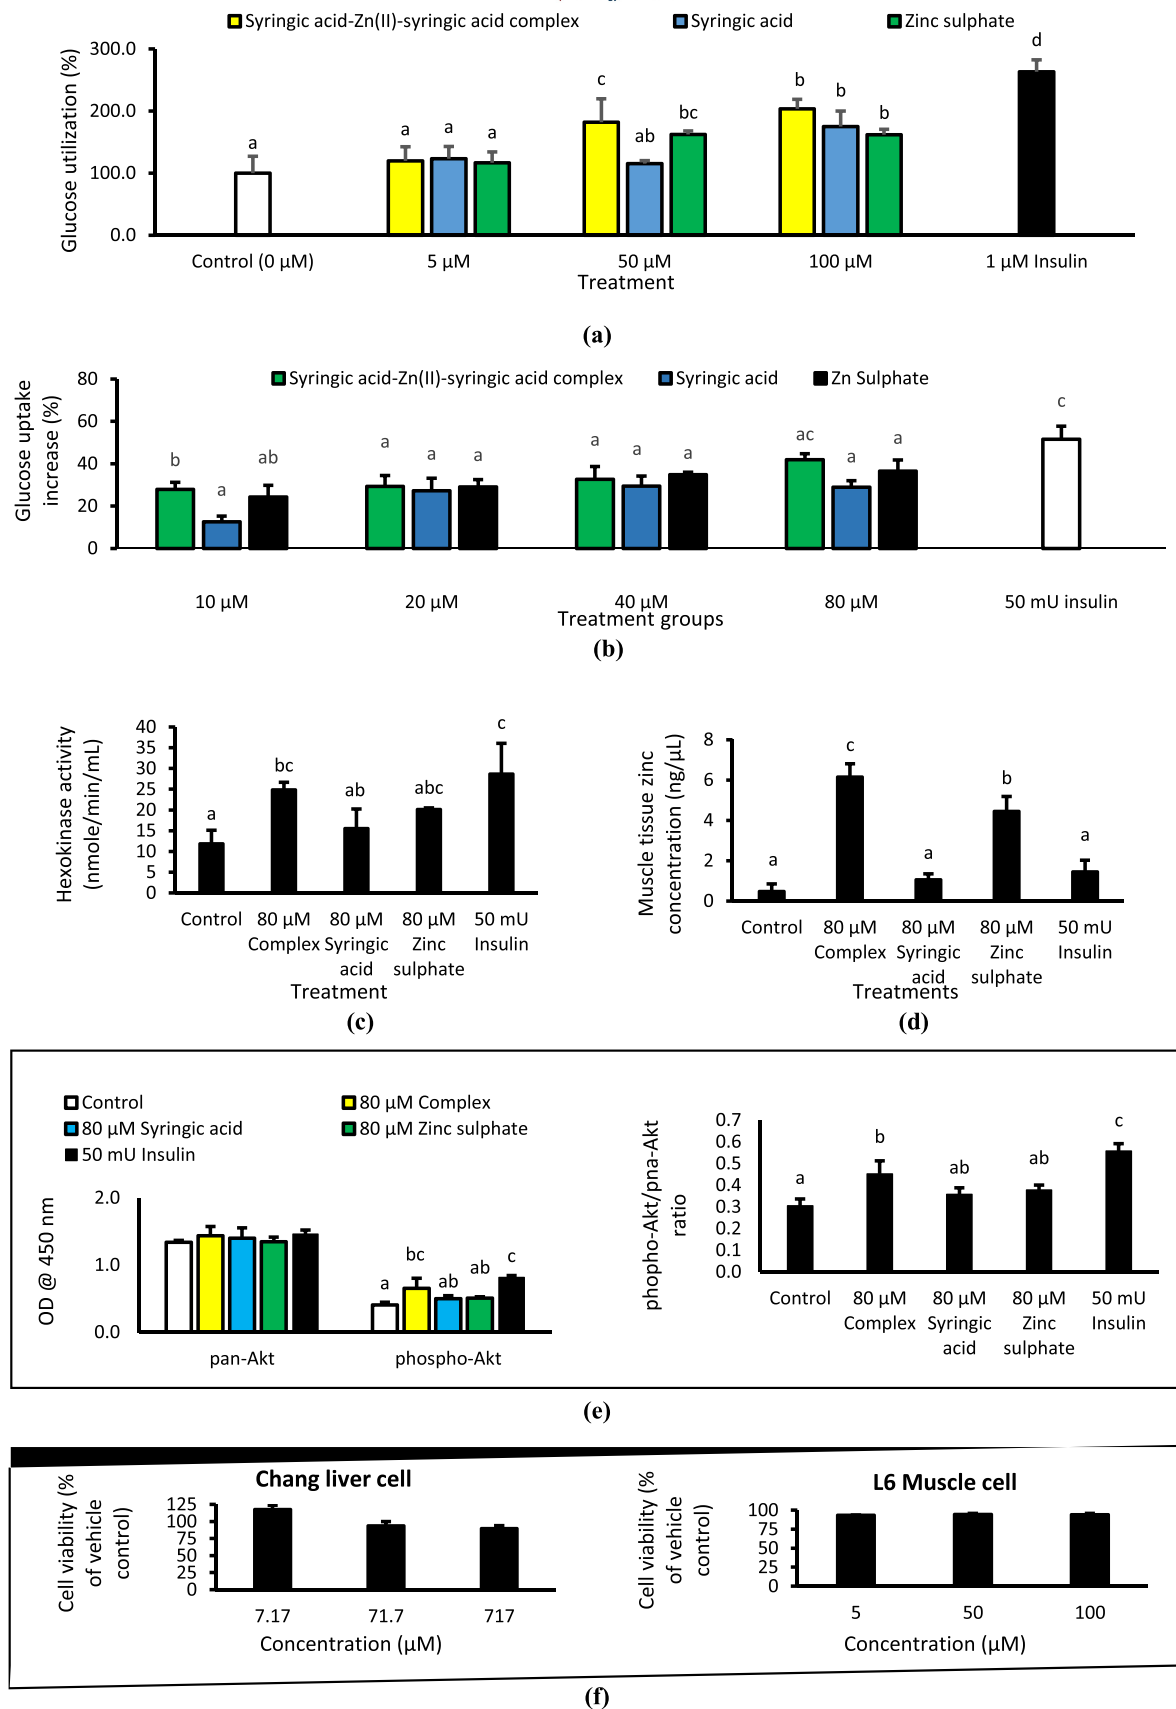 Syringic acid-Zn(II)-syringic acid complex Syringic acid Zinc sulphate
Glucose utilization (%)
300.0
200.0
100.0
0.0
a
a a a
c ab bc
b b b
d
Control (0 µM) 5 µM 50 µM 100 µM 1 µM Insulin
Treatment
(a)
Syringic acid-Zn(II)-syringic acid complex Syringic acid Zn Sulphate
Glucose uptake
increase (%)
80
60
40
20
0
b a ab
a a a
a a a
ac a a
c
10 µM 20 µM 40 µM 80 µM 50 mU insulin
Treatment groups
(b)
Hexokinase activity
(nmole/min/mL)
40
35
30
25
20
15
10
5
0
a bc ab abc c
Control 80 µM 80 µM 80 µM 50 mU
Complex Syringic Zinc Insulin
acid sulphate
Treatment
(c)
Muscle tissue zinc
concentration (ng/µL)
8
6
4
2
0
a c a b a
Control 80 µM 80 µM 80 µM 50 mU
Complex Syringic Zinc Insulin
acid sulphate
Treatments
(d)
Control 80 µM Complex
80 µM Syringic acid 80 µM Zinc sulphate
50 mU Insulin
OD @ 450 nm
2.0
1.0
0.0
a bc ab ab c
pan-Akt phospho-Akt
phopho-Akt/pna-Akt
ratio
0.7
0.6
0.5
0.4
0.3
0.2
0.1
0.0
a b ab ab c
Control 80 µM 80 µM 80 µM 50 mU
Complex Syringic Zinc Insulin
acid sulphate
(e)
Chang liver cell
Cell viability (%
of vehicle
control)
125
100
75
50
25
0
7.17 71.7 717
Concentration (µM)
L6 Muscle cell
Cell viability (%
of vehicle
control)
100
75
50
25
0
5 50 100
Concentration (µM)
(f)